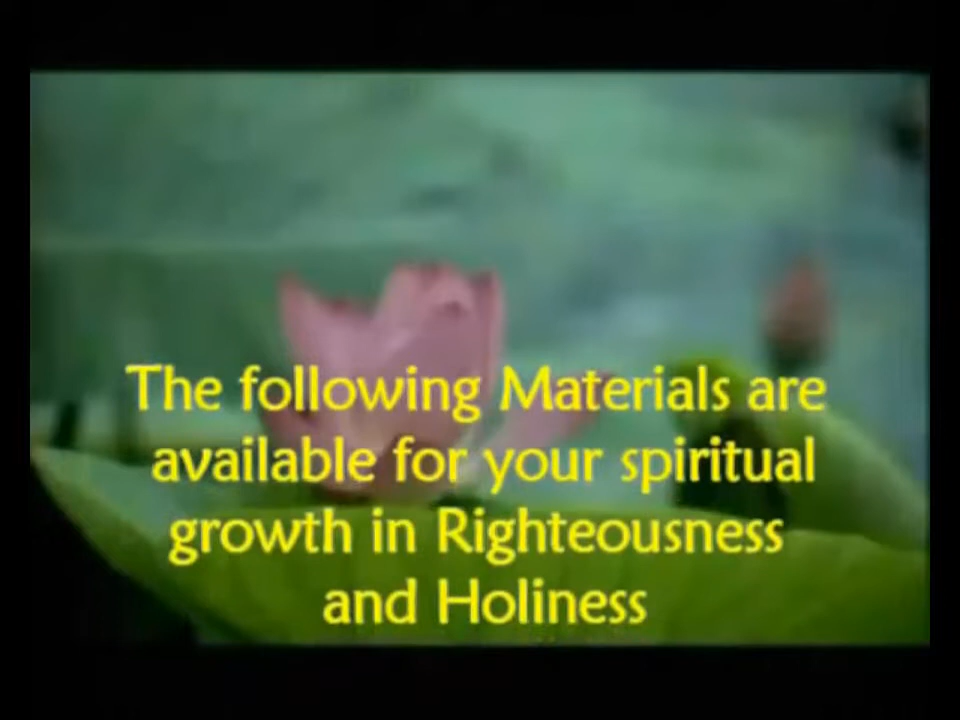 The following Materials are
available for your spiritual
growth in Righteousness
and Holiness